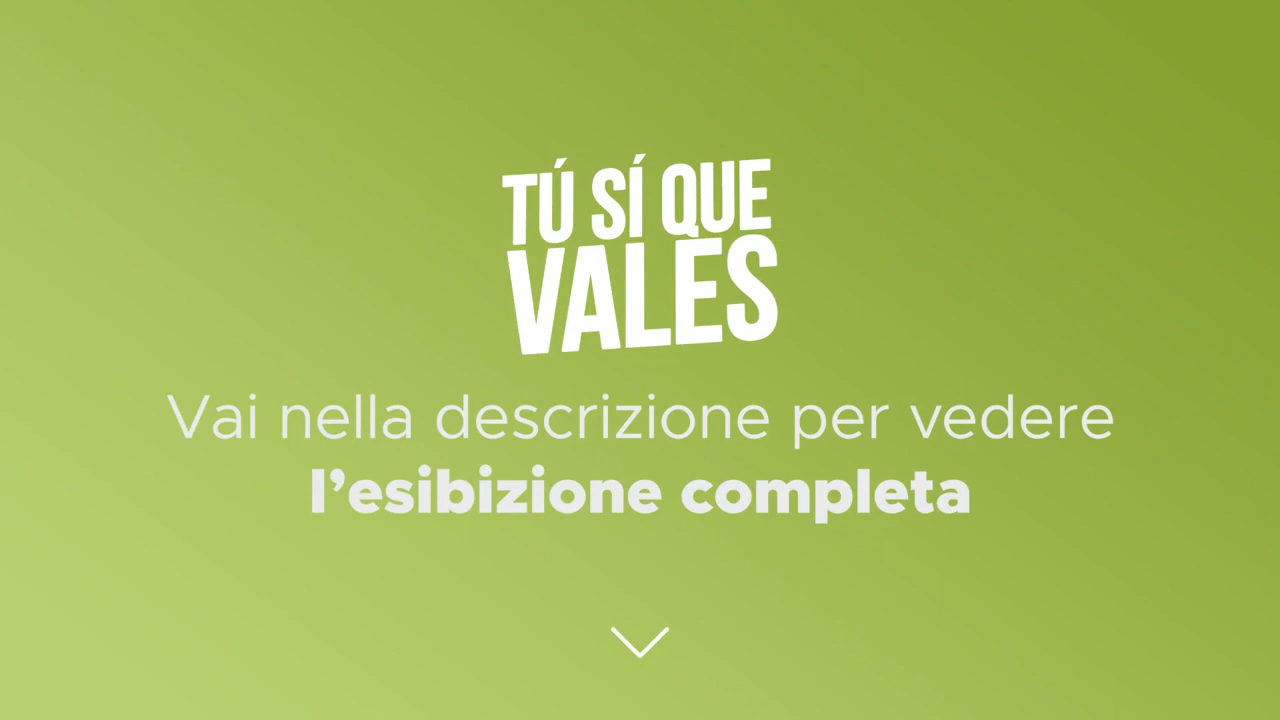 TÚ SÍ QUE
VALES
Vai nella descrizione per vedere
l’esibizione completa